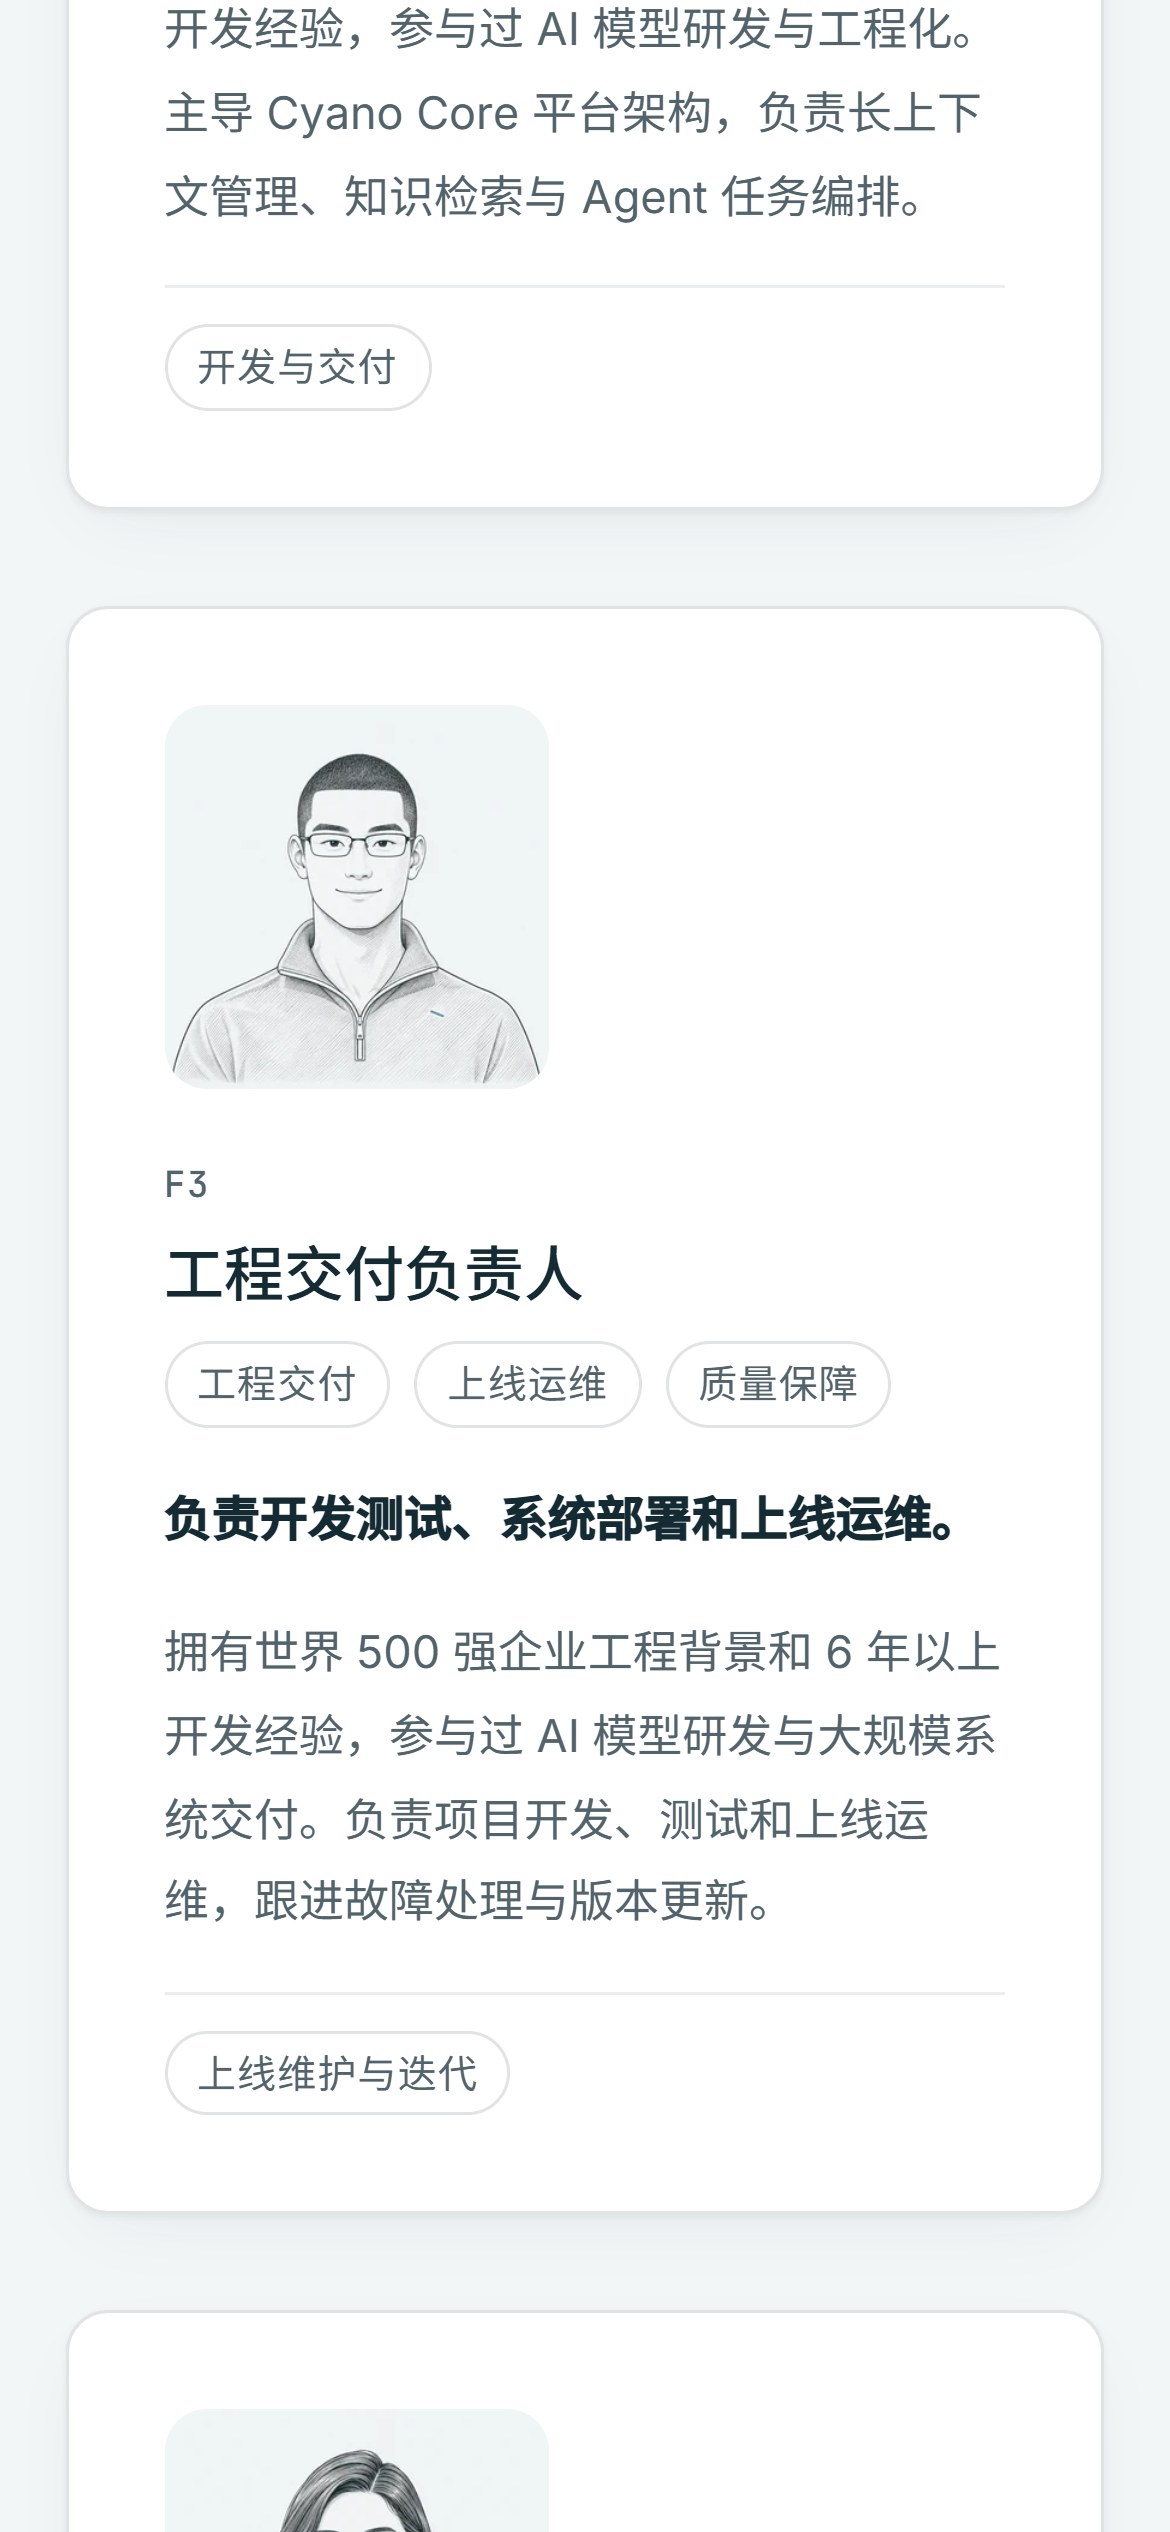 开发经验，参与过 AI 模型研发与工程化。
主导 Cyano Core 平台架构，负责长上下
文管理、知识检索与 Agent 任务编排。
开发与交付
F3
工程交付负责人
工程交付 上线运维 质量保障
负责开发测试、系统部署和上线运维。
拥有世界 500 强企业工程背景和 6 年以上
开发经验，参与过 AI 模型研发与大规模系
统交付。负责项目开发、测试和上线运
维，跟进故障处理与版本更新。
上线维护与迭代